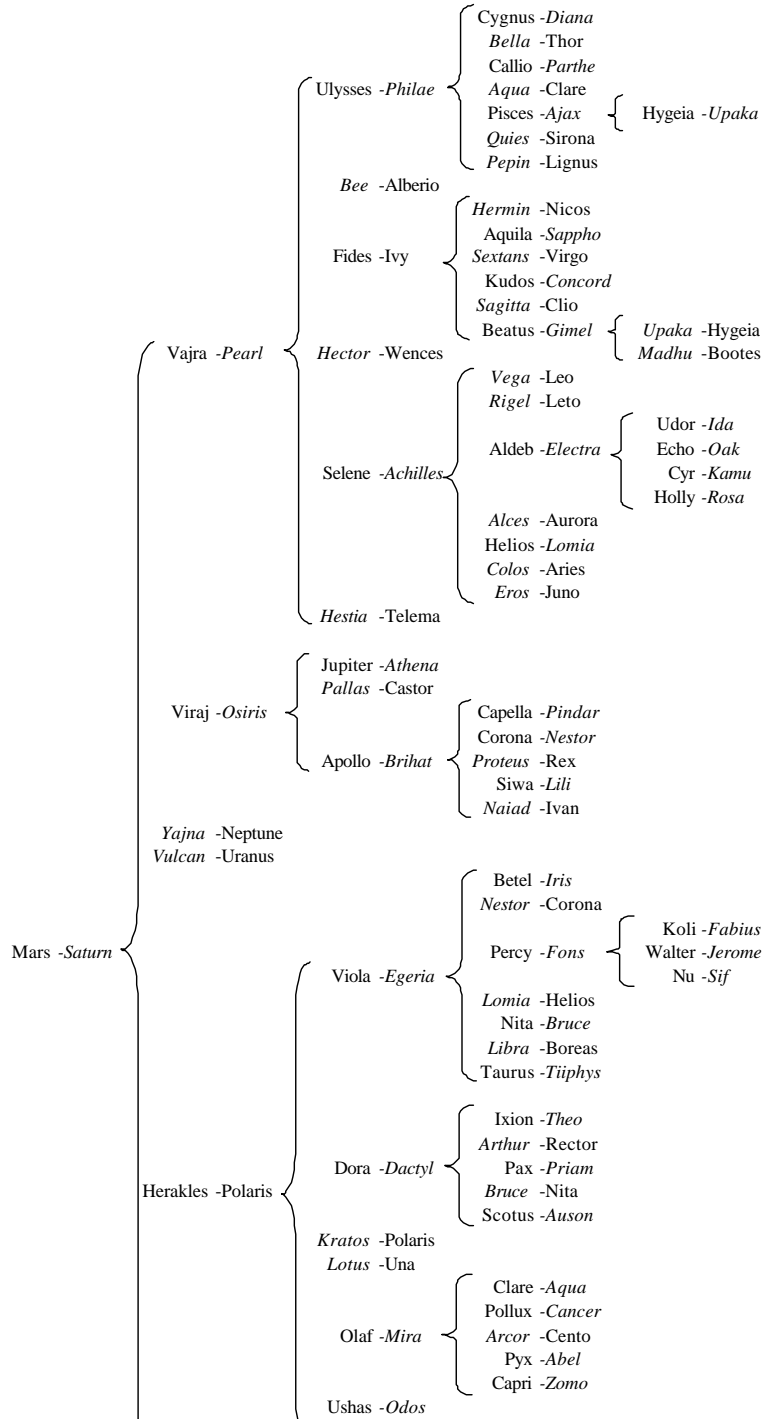 Cygnus -Diana
Bella -Thor
Callio -Parthe
Ulysses -Philae
Aqua -Clare
Pisces -Ajax
Hygeia -Upaka
Quies -Sirona
Pepin -Lignus
Bee -Alberio
Hermin -Nicos
Aquila -Sappho
Fides -Ivy
Sextans -Virgo
Kudos -Concord
Sagitta -Clio
Beatus -Gimel
Upaka -Hygeia
Madhu -Bootes
Vajra -Pearl
Hector -Wences
Vega -Leo
Rigel -Leto
Udor -Ida
Aldeb -Electra
Echo -Oak
Cyr -Kamu
Holly -Rosa
Selene -Achilles
Alces -Aurora
Helios -Lomia
Colos -Aries
Eros -Juno
Hestia -Telema
Jupiter -Athena
Pallas -Castor
Viraj -Osiris
Capella -Pindar
Corona -Nestor
Apollo -Brihat
Proteus -Rex
Siwa -Lili
Naiad -Ivan
Yajna -Neptune
Vulcan -Uranus
Betel -Iris
Nestor -Corona
Koli -Fabius
Mars -Saturn
Percy -Fons
Walter -Jerome
Nu -Sif
Viola -Egeria
Lomia -Helios
Nita -Bruce
Libra -Boreas
Taurus -Tiiphys
Ixion -Theo
Arthur -Rector
Dora -Dactyl
Pax -Priam
Herakles -Polaris
Bruce -Nita
Scotus -Auson
Kratos -Polaris
Lotus -Una
Clare -Aqua
Pollux -Cancer
Olaf -Mira
Arcor -Cento
Pyx -Abel
Capri -Zomo
Ushas -Odos